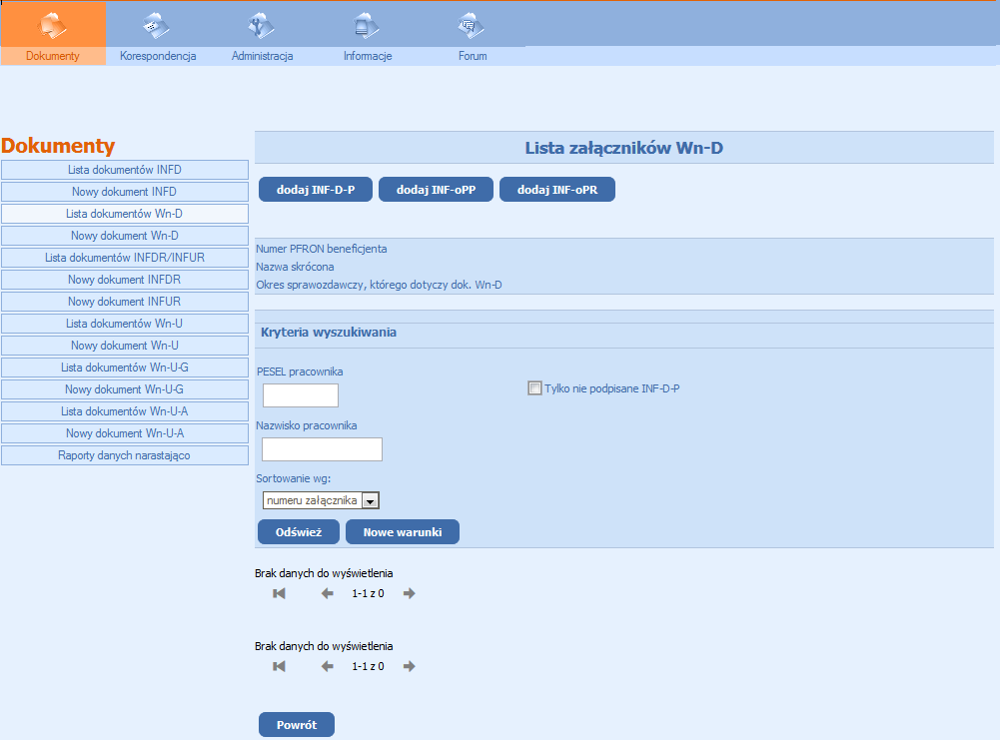 Dokumenty
Korespondencja
Administracja
Informacje
Forum
Dokumenty
Lista dokumentów INFD
Nowy dokument INFD
Lista dokumentów Wn-D
Nowy dokument Wn-D
Lista dokumentów INFDR/INFUR
Nowy dokument INFDR
Nowy dokument INFUR
Lista dokumentów Wn-U
Nowy dokument Wn-U
Lista dokumentów Wn-U-G
Nowy dokument Wn-U-G
Lista dokumentów Wn-U-A
Nowy dokument Wn-U-A
Raporty danych narastająco
Lista załączników Wn-D
dodaj INF-D-P
dodaj INF-oPP
dodaj INF-oPR
Numer PFRON beneficjenta
Nazwa skrócona
Okres sprawozdawczy, którego dotyczy dok. Wn-D
Kryteria wyszukiwania
PESEL pracownika
Tylko nie podpisane INF-D-P
Nazwisko pracownika
Sortowanie wg:
numeru załącznika
Odśwież
Nowe warunki
Brak danych do wyświetlenia
1-1 z 0
Brak danych do wyświetlenia
1-1 z 0
Powrót